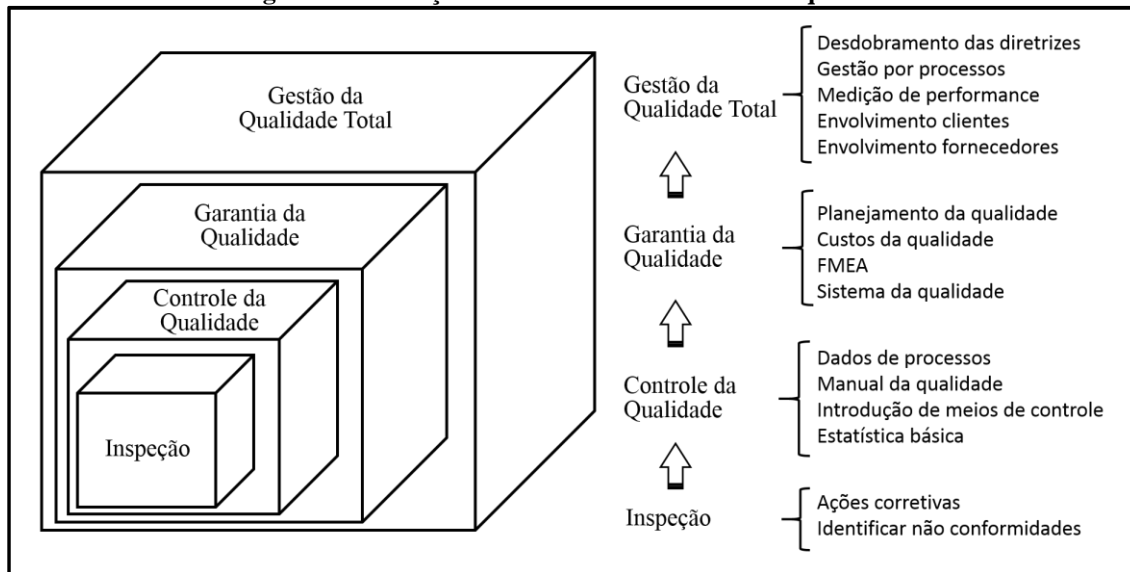 Gestão da
Qualidade Total
Garantia da
Qualidade
Controle da
Qualidade
Inspeção
Gestão da
Qualidade Total
Desdobramento das diretrizes
Gestão por processos
Medição de performance
Envolvimento clientes
Envolvimento fornecedores
Garantia da
Qualidade
Planejamento da qualidade
Custos da qualidade
FMEA
Sistema da qualidade
Controle da
Qualidade
Dados de processos
Manual da qualidade
Introdução de meios de controle
Estatística básica
Inspeção
Ações corretivas
Identificar não conformidades